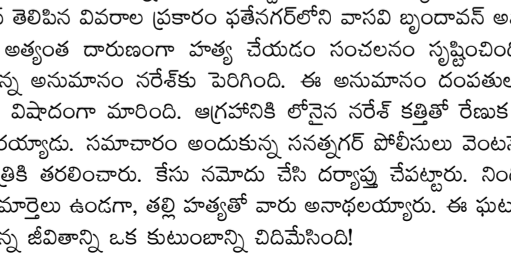 తెలిపిన వివరాల ప్రకారం ఫతేనగర్‌లోని వాసవి బృందావన్
అత్యంత దారుణంగా హత్య చేయడం సంచలనం సృష్టించింది
న్న అనుమానం నరేశ్‌కు పెరిగింది. ఈ అనుమానం దంపతుల
విషాదంగా మారింది. ఆగ్రహానికి లోనైన నరేశ్ కత్తితో రేణుక
రయ్యాడు. సమాచారం అందుకున్న సనత్నగర్ పోలీసులు వెంటనే
త్రికి తరలించారు. కేసు నమోదు చేసి దర్యాప్తు చేపట్టారు. నిం
మార్తెలు ఉండగా, తల్లి హత్యతో వారు అనాథలయ్యారు. ఈ ఘట
న్న జీవితాన్ని ఒక కుటుంబాన్ని చిదిమేసింది!